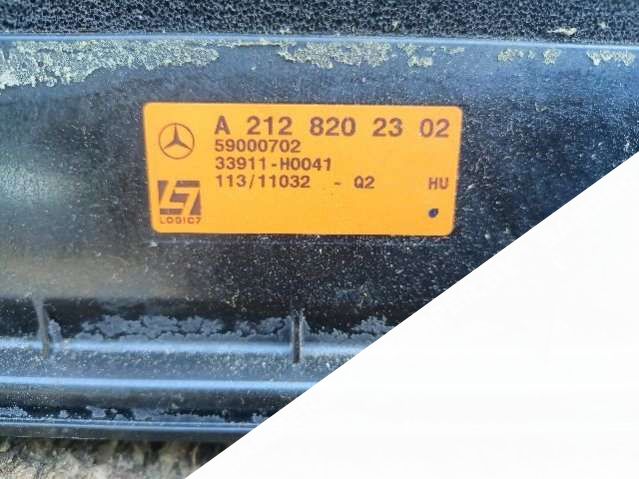 A 212 820 23 02
59000702
33911-H0041
113/11032 - Q2 HU
LOGIC7